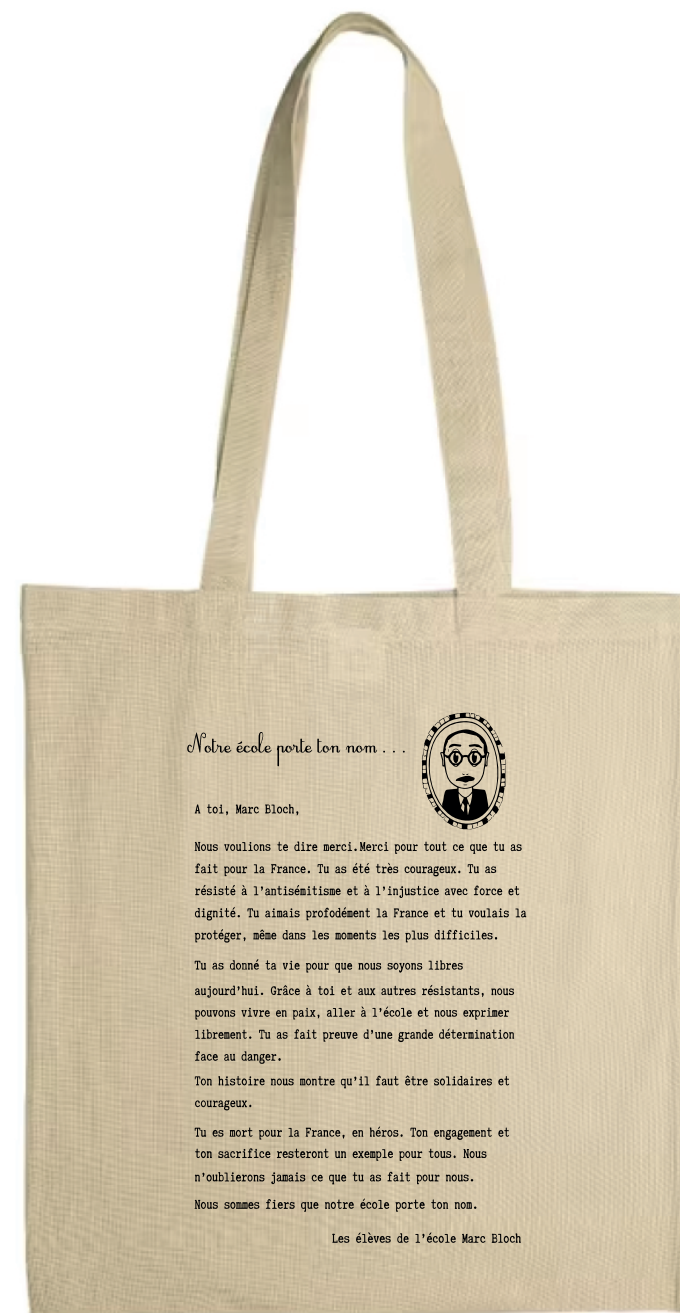 Notre école porte ton nom . . .
A toi, Marc Bloch,
Nous voulions te dire merci.Merci pour tout ce que tu as
fait pour la France. Tu as été très courageux. Tu as
résisté à l'antisémitisme et à l'injustice avec force et
dignité. Tu aimais profodément la France et tu voulais la
protéger, même dans les moments les plus difficiles.
Tu as donné ta vie pour que nous soyons libres
aujourd'hui. Grâce à toi et aux autres résistants, nous
pouvons vivre en paix, aller à l'école et nous exprimer
librement. Tu as fait preuve d'une grande détermination
face au danger.
Ton histoire nous montre qu'il faut être solidaires et
courageux.
Tu es mort pour la France, en héros. Ton engagement et
ton sacrifice resteront un exemple pour tous. Nous
n'oublierons jamais ce que tu as fait pour nous.
Nous sommes fiers que notre école porte ton nom.
Les élèves de l'école Marc Bloch